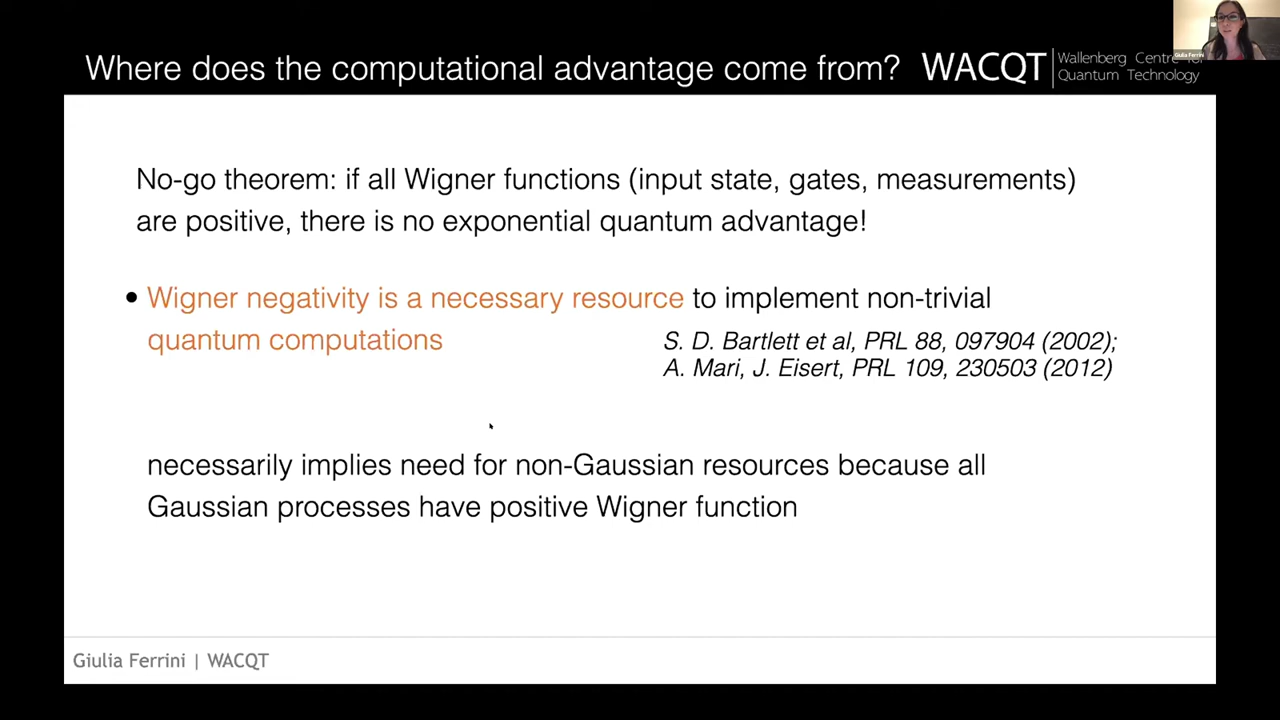 Where does the computational advantage come from?
WACQT
Wallenberg Centre for
Quantum Technology
Giulia Ferrini
No-go theorem: if all Wigner functions (input state, gates, measurements)
are positive, there is no exponential quantum advantage!
• Wigner negativity is a necessary resource to implement non-trivial
quantum computations
S. D. Bartlett et al, PRL 88, 097904 (2002);
A. Mari, J. Eisert, PRL 109, 230503 (2012)
necessarily implies need for non-Gaussian resources because all
Gaussian processes have positive Wigner function
Giulia Ferrini | WACQT